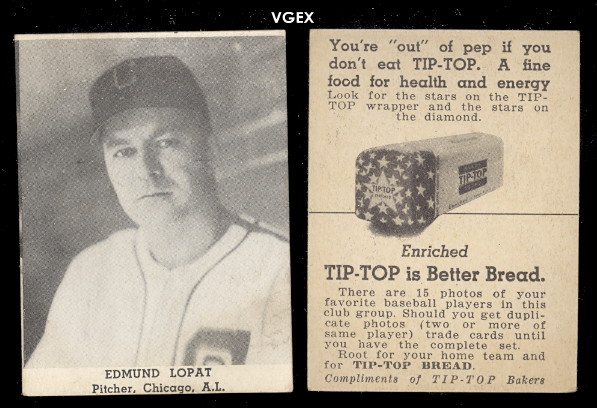 VGEX
EDMUND LOPAT
Pitcher, Chicago, A.L.
You're "out" of pep if you
don't eat TIP-TOP. A fine
food for health and energy
Look for the stars on the TIP-
TOP wrapper and the stars on
the diamond.
TIP-TOP
TIP-TOP
Enriched
TIP-TOP is Better Bread.
There are 15 photos of your
favorite baseball players in this
club group. Should you get dupli-
cate photos (two or more of
same player) trade cards until
you have the complete set.
Root for your home team and
for TIP-TOP BREAD.
Compliments of TIP-TOP Bakers